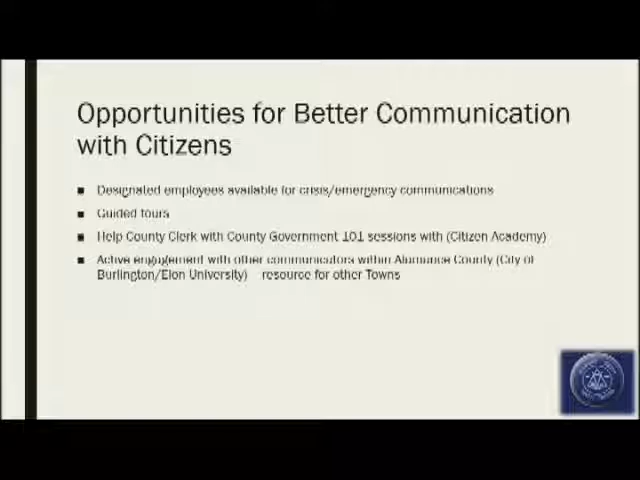 Opportunities for Better Communication
with Citizens
■ Designated employees available for crisis/emergency communications
■ Guided tours
■ Help County Clerk with County Government 101 sessions with (Citizen Academy)
■ Active engagement with other communicators within Alamance County (City of
Burlington/Elon University) – resource for other Towns